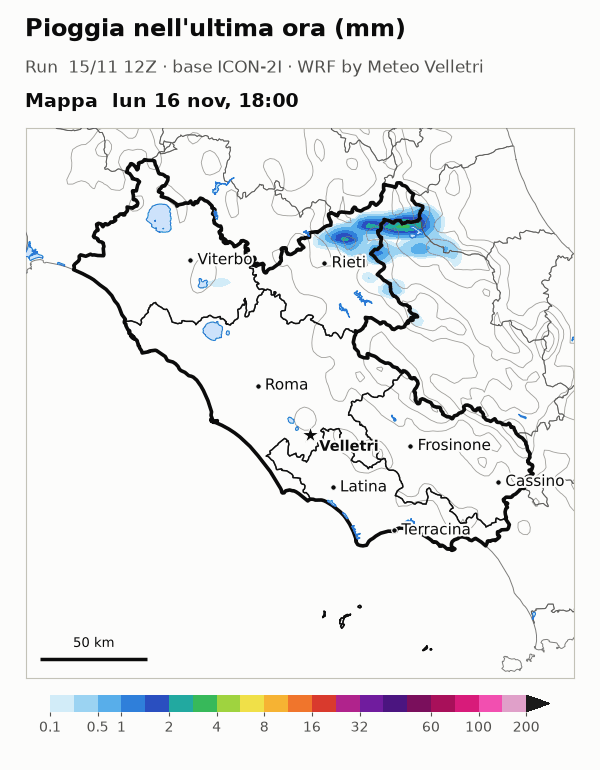 Pioggia nell'ultima ora (mm)
Run  15/11 12Z · base ICON-2I · WRF by Meteo Velletri
Mappa  lun 16 nov, 18:00
Viterbo
Rieti
Roma
Velletri
Frosinone
Latina
Cassino
Terracina
50 km
0.1 0.5 1 2 4 8 16 32 60 100 200